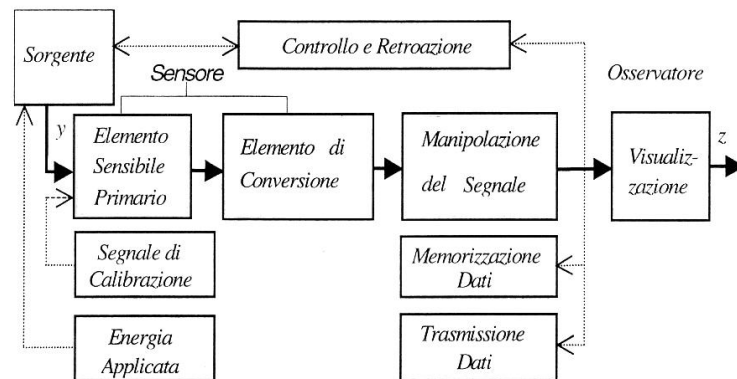 Sorgente
Controllo e Retroazione
Sensore
Osservatore
y
Elemento
Sensibile
Primario
Elemento di
Conversione
Manipolazione
del Segnale
Visualiz-
zazione
z
Segnale di
Calibrazione
Memorizzazione
Dati
Energia
Applicata
Trasmissione
Dati